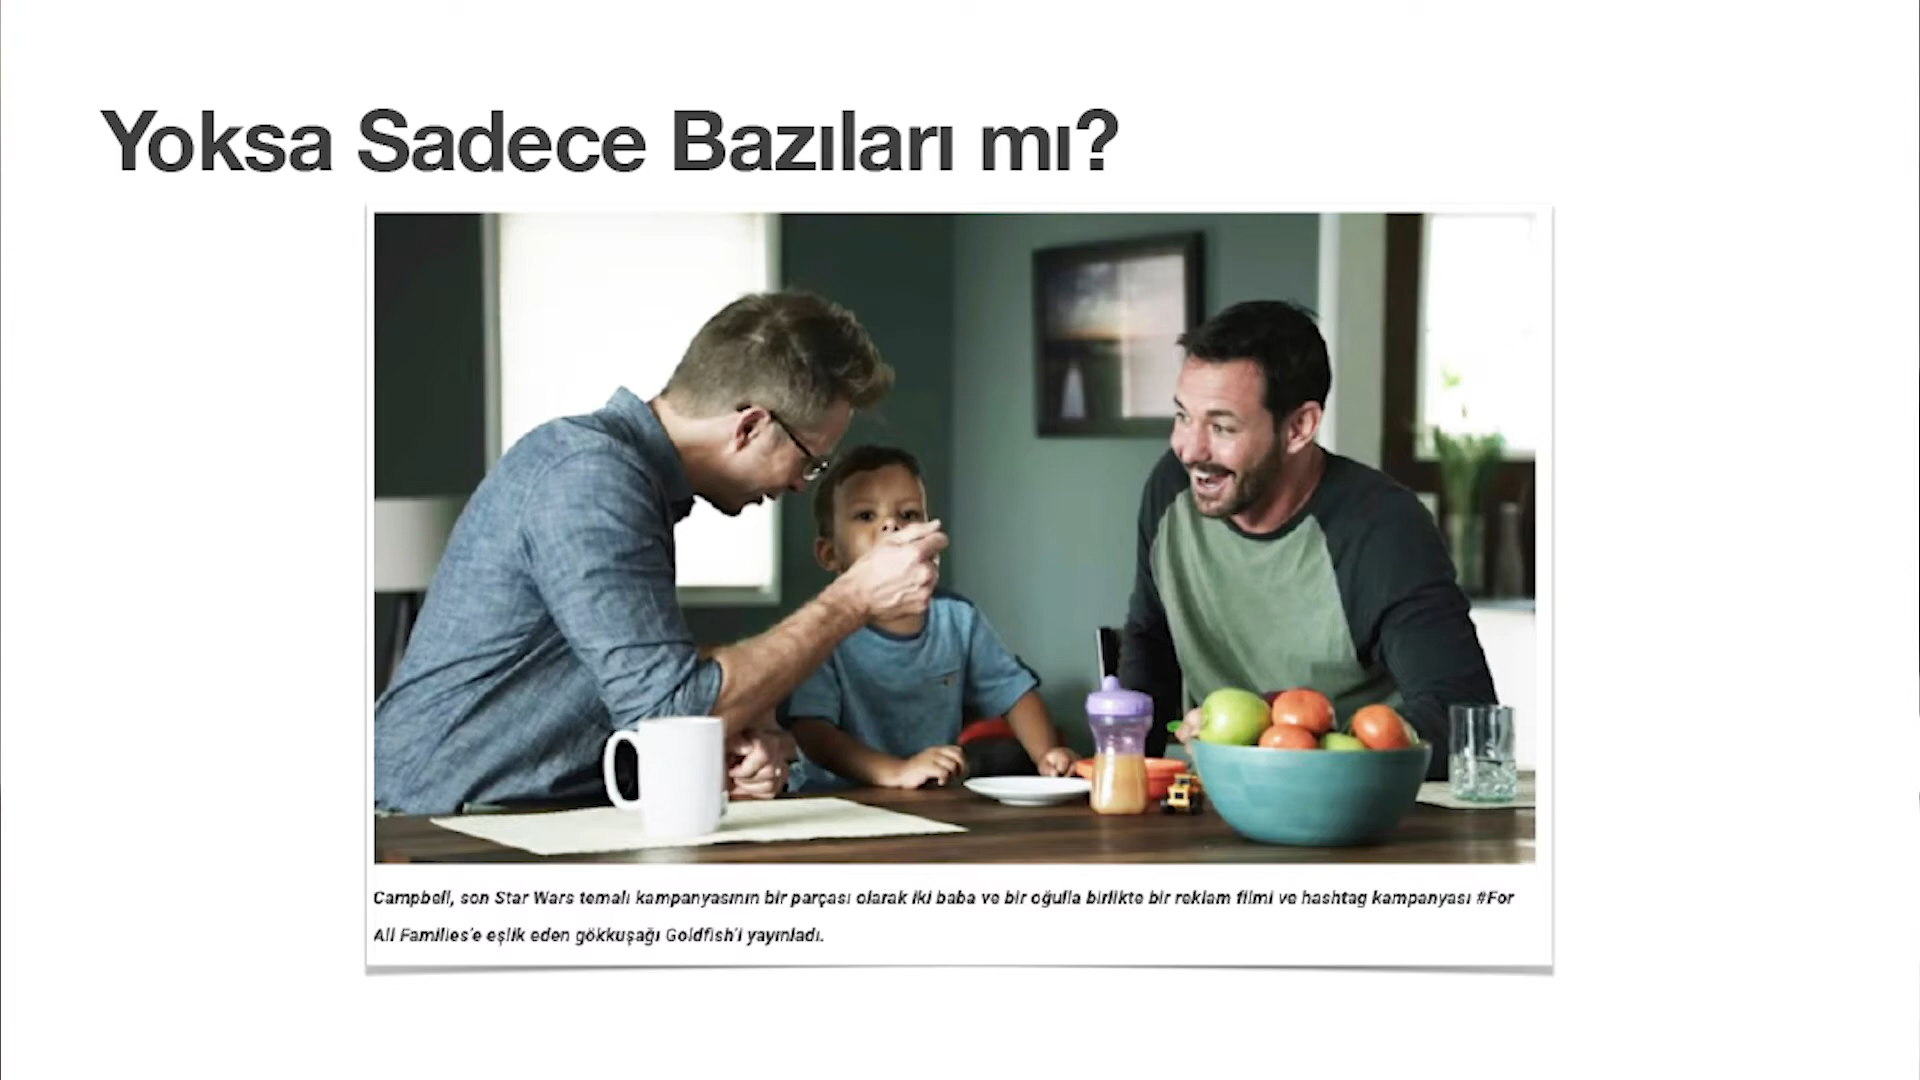 Yoksa Sadece Bazıları mı?
Campbell, son Star Wars temalı kampanyasının bir parçası olarak iki baba ve bir oğulla birlikte bir reklam filmi ve hashtag kampanyası #For
All Families'e eşlik eden gökkuşağı Goldfish'i yayınladı.